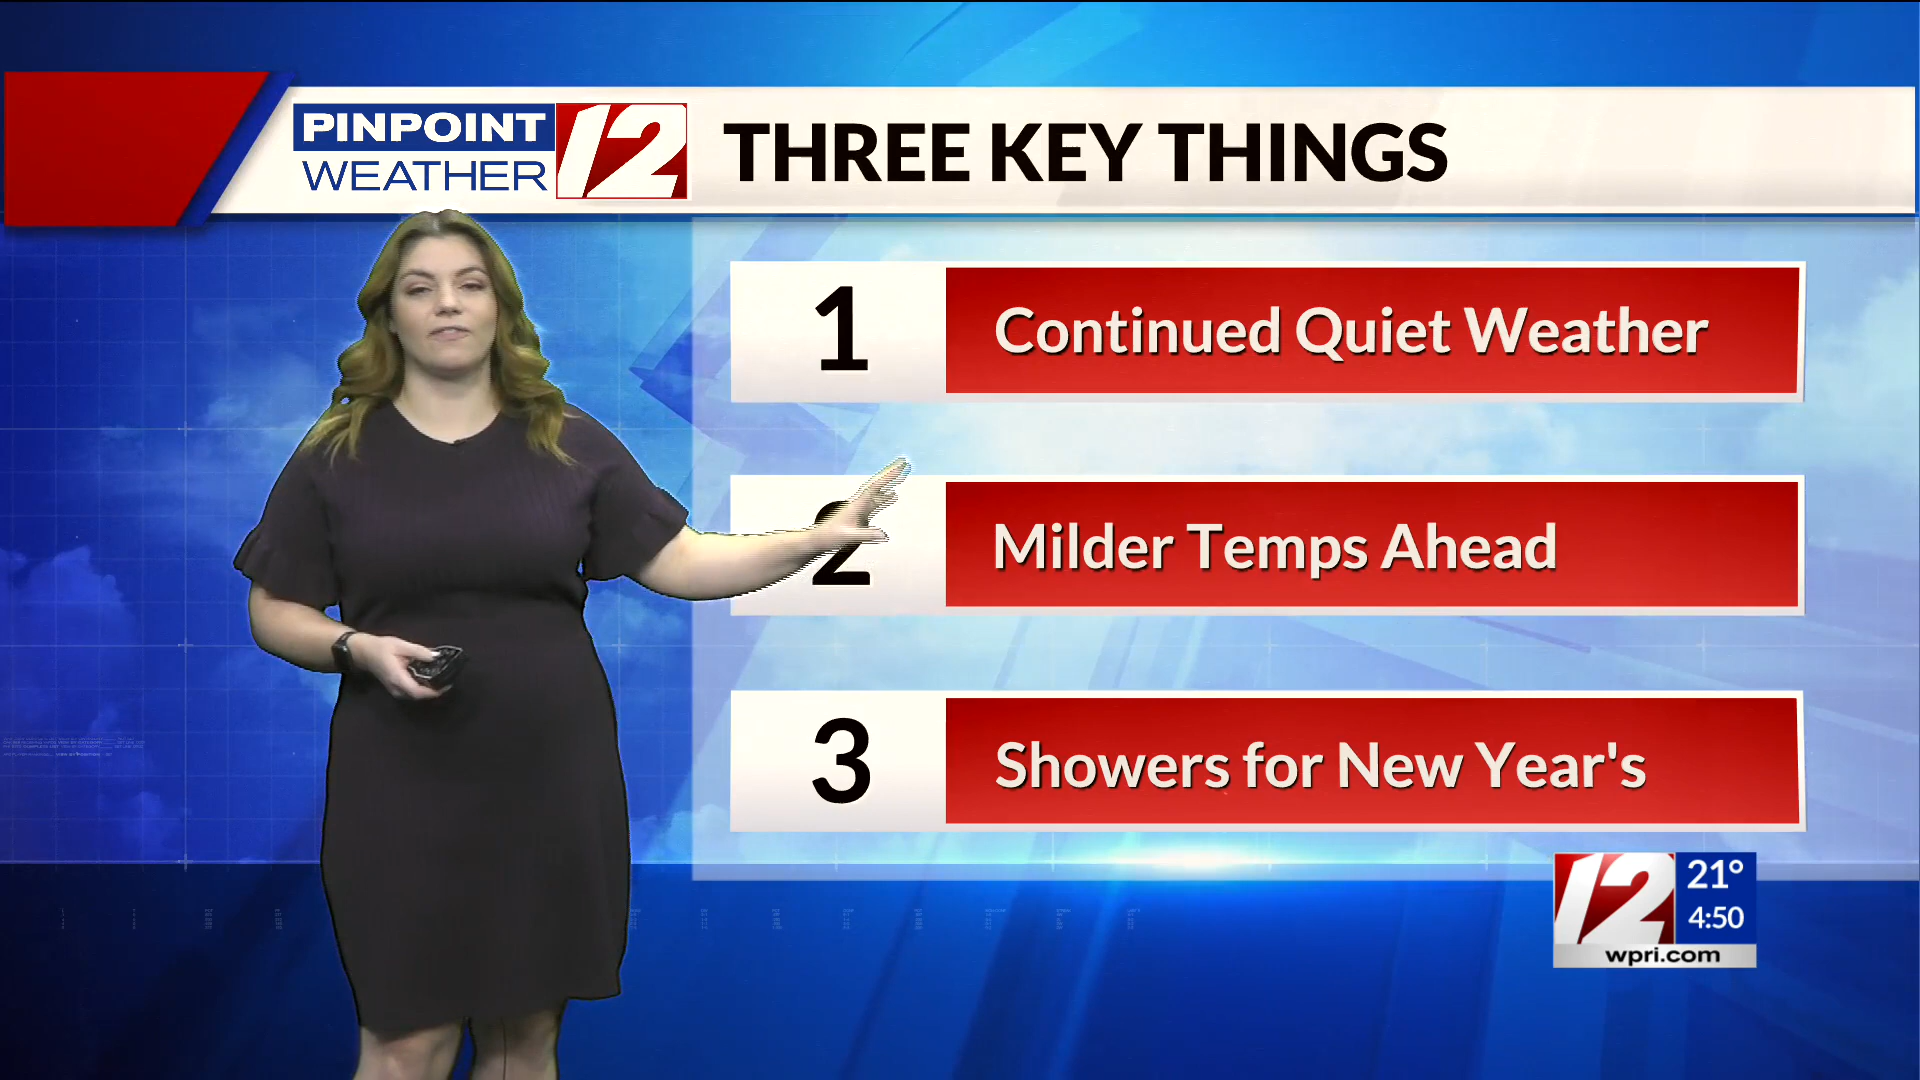 PINPOINT
WEATHER
12
THREE KEY THINGS
1
Continued Quiet Weather
2
Milder Temps Ahead
3
Showers for New Year's
12
21°
4:50
wpri.com